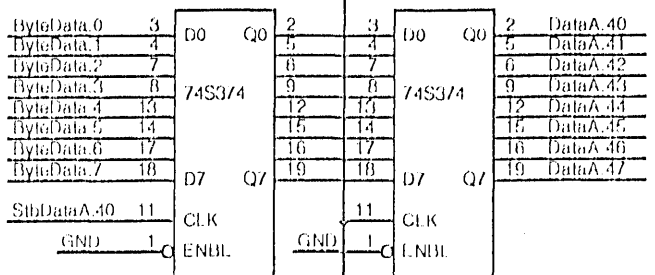 ByteData.0 3 D0 Q0 2 3 D0 Q0 2 DataA.40
ByteData.1 4 5 4 5 DataA.41
ByteData.2 7 6 7 6 DataA.42
ByteData.3 8 74S374 9 8 74S374 9 DataA.43
ByteData.4 13 12 13 12 DataA.44
ByteData.5 14 15 14 15 DataA.45
ByteData.6 17 16 17 16 DataA.46
ByteData.7 18 D7 Q7 19 18 D7 Q7 19 DataA.47
StbDataA.40 11 CLK 11 CLK
GND 1 ENBL GND 1 ENBL